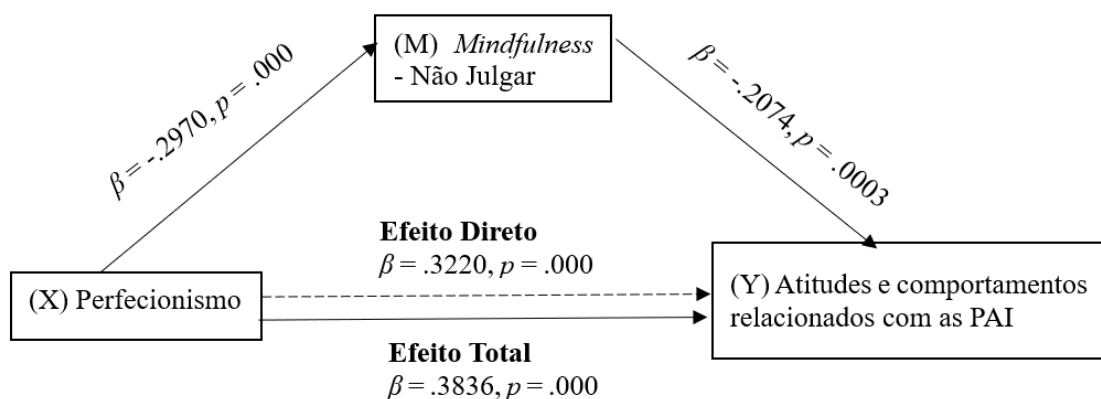 (M) Mindfulness
- Não Julgar
β = -.2970, p = .000
β = -.2074, p = .0003
Efeito Direto
β = .3220, p = .000
(X) Perfecionismo
(Y) Atitudes e comportamentos
relacionados com as PAI
Efeito Total
β = .3836, p = .000